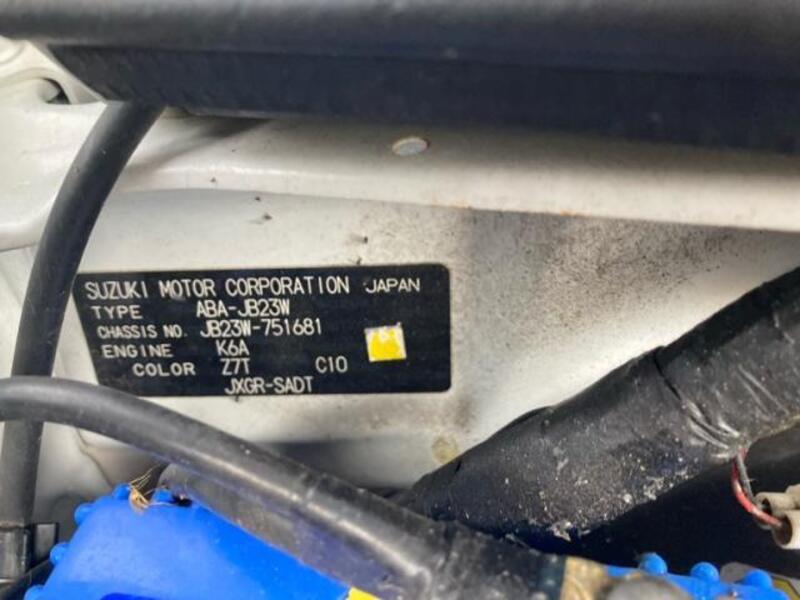 SUZUKI MOTOR CORPORATION JAPAN
TYPE ABA-JB23W
CHASSIS NO. JB23W-751681
ENGINE K6A
COLOR Z7T C10
JXGR-SADT